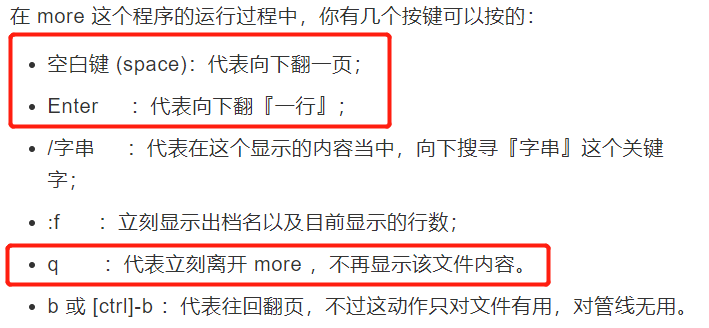 在 more 这个程序的运行过程中，你有几个按键可以按的：
• 空白键 (space)：代表向下翻一页；
• Enter ：代表向下翻『一行』；
• /字串 ：代表在这个显示的内容当中，向下搜寻『字串』这个关键
字；
• :f ：立刻显示出档名以及目前显示的行数；
• q ：代表立刻离开 more ，不再显示该文件内容。
• b 或 [ctrl]-b ：代表往回翻页，不过这动作只对文件有用，对管线无用。